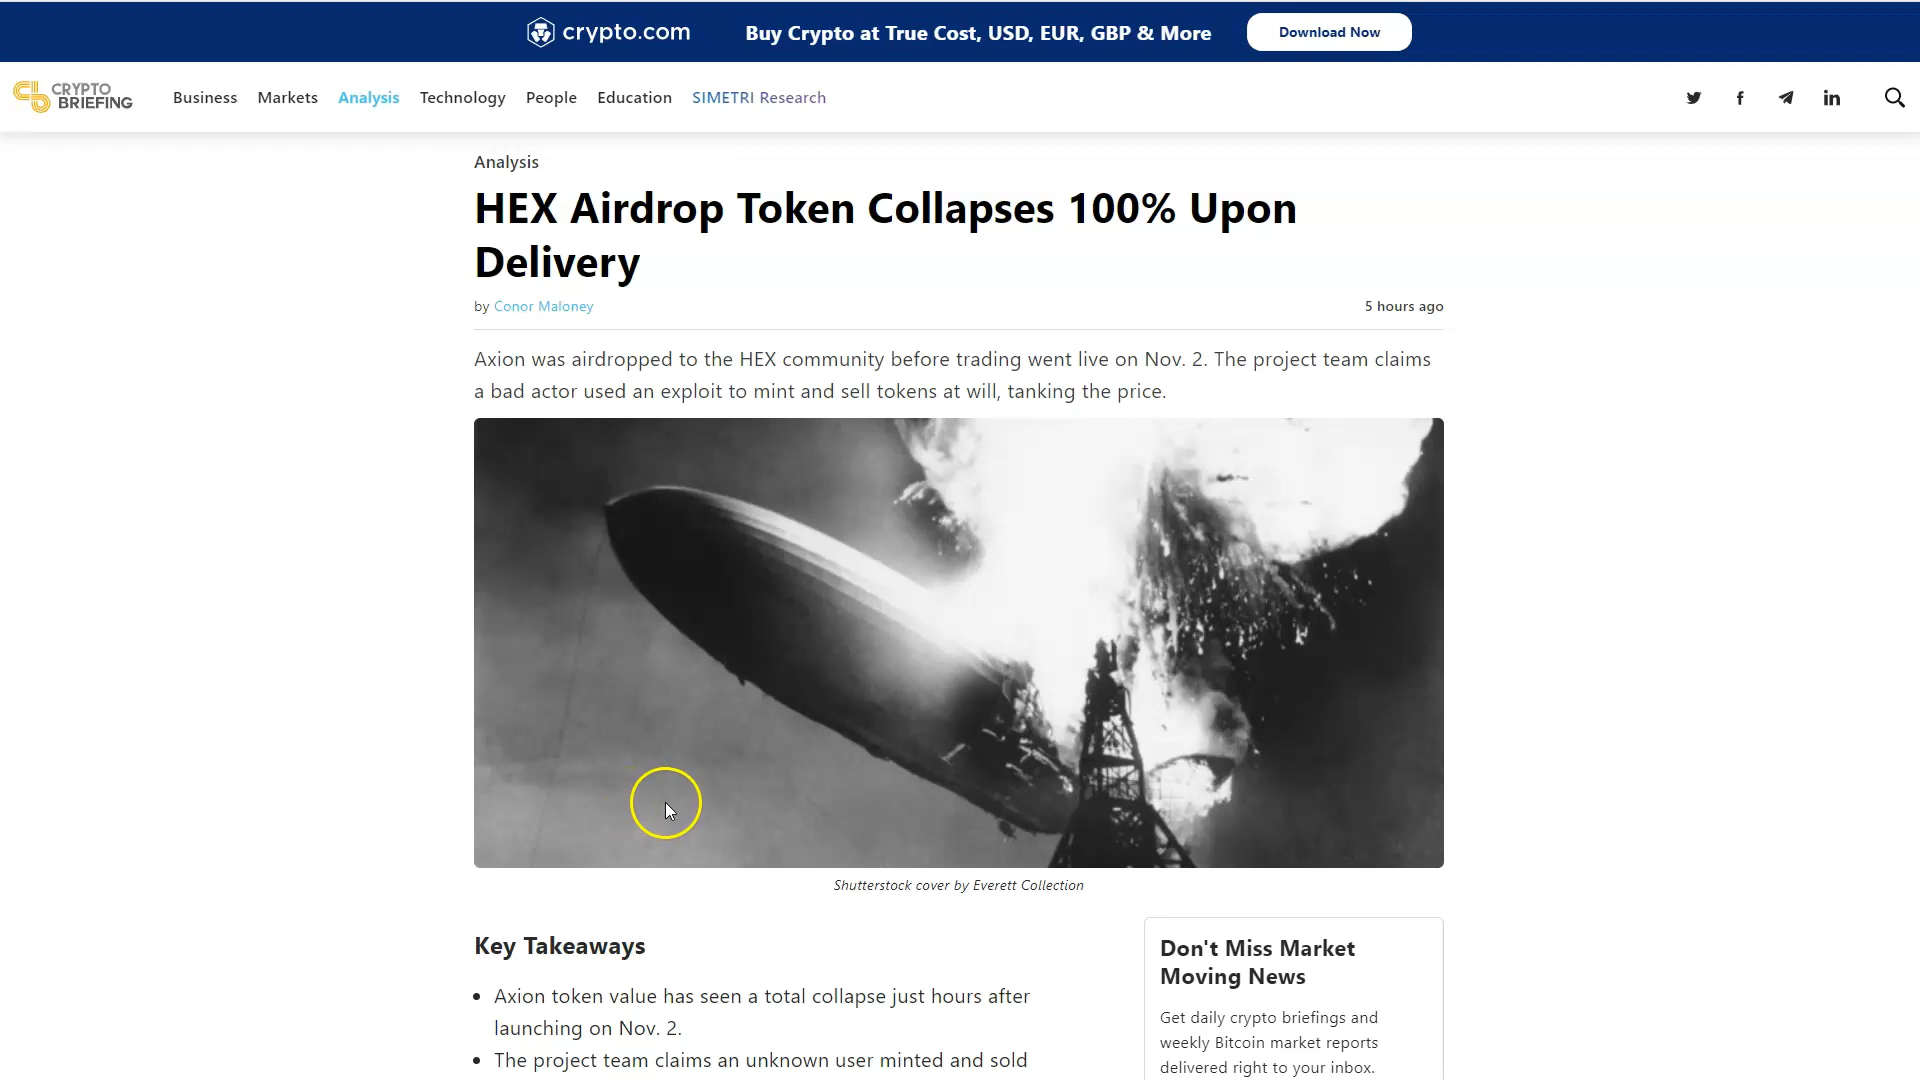 crypto.com
Buy Crypto at True Cost, USD, EUR, GBP & More
Download Now
CRYPTO
BRIEFING
Business
Markets
Analysis
Technology
People
Education
SIMETRI Research
Analysis
HEX Airdrop Token Collapses 100% Upon
Delivery
by Conor Maloney
5 hours ago
Axion was airdropped to the HEX community before trading went live on Nov. 2. The project team claims
a bad actor used an exploit to mint and sell tokens at will, tanking the price.
Shutterstock cover by Everett Collection
Key Takeaways
• Axion token value has seen a total collapse just hours after
launching on Nov. 2.
• The project team claims an unknown user minted and sold
Don't Miss Market
Moving News
Get daily crypto briefings and
weekly Bitcoin market reports
delivered right to your inbox.